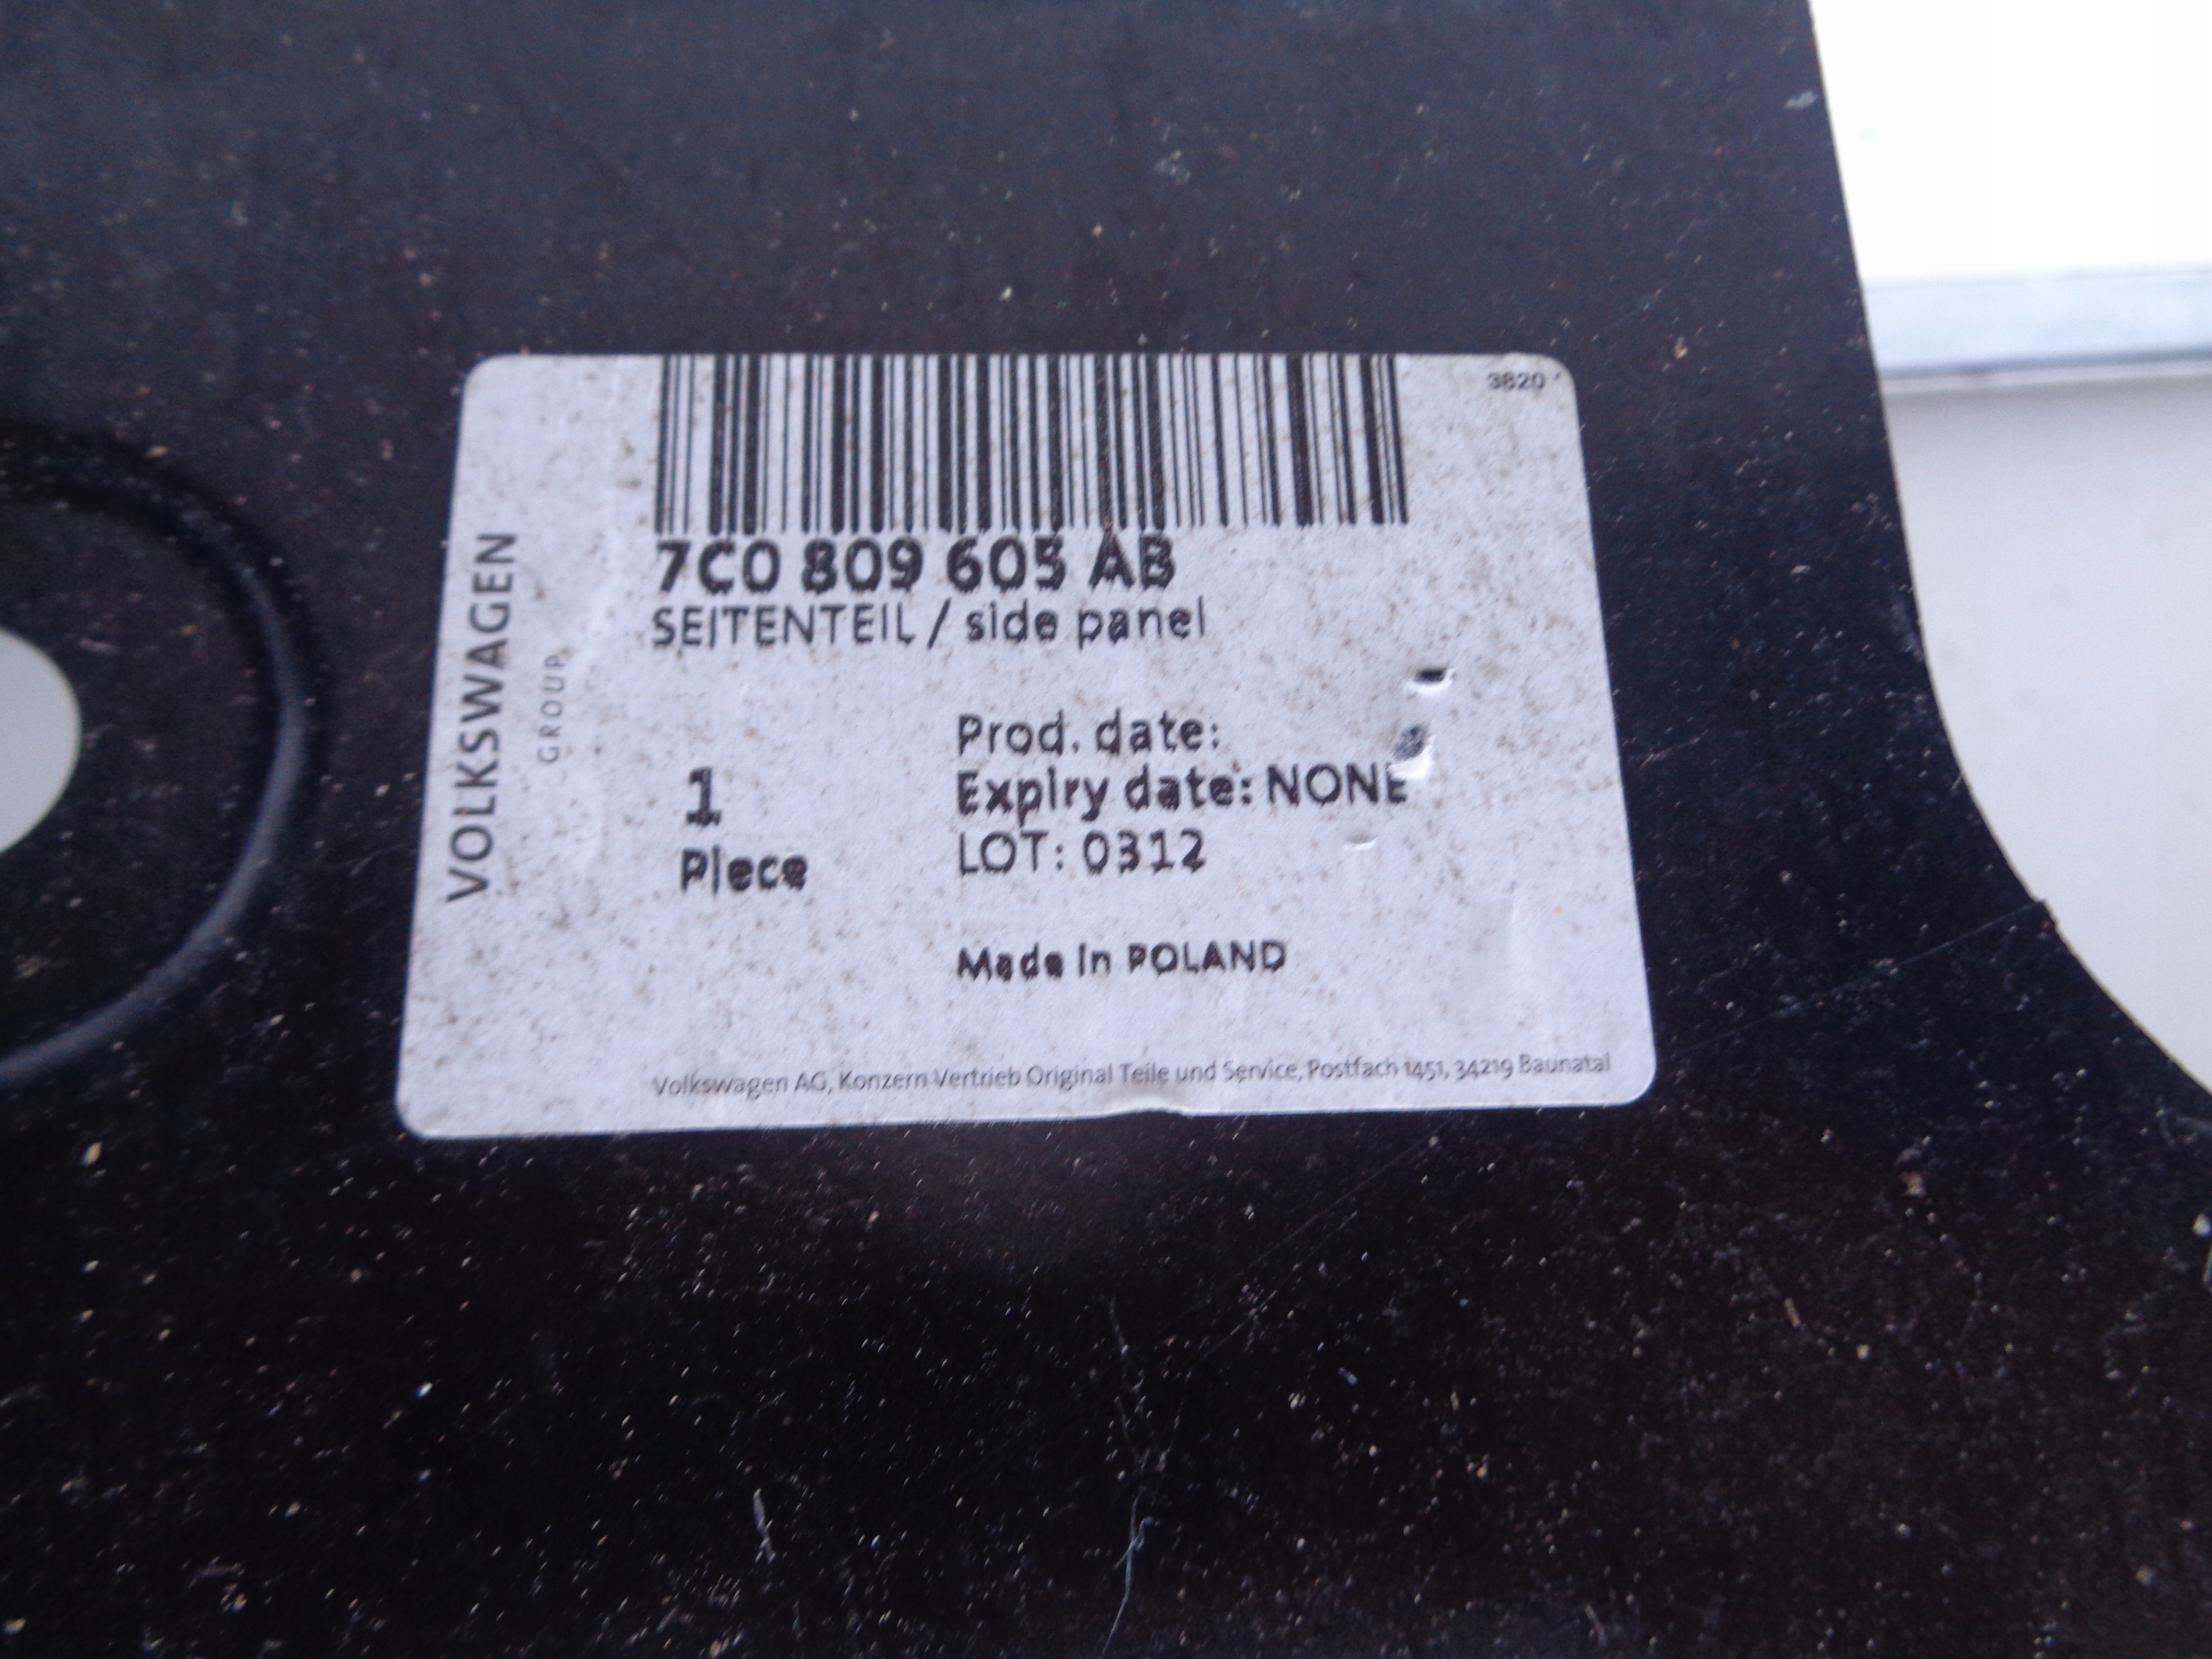 3820
7C0 809 605 AB
SEITENTEIL / side panel
VOLKSWAGEN
GROUP
Prod. date:
1
Expiry date: NONE
Piece
LOT: 0312
Made in POLAND
Volkswagen AG, Konzern Vertrieb Original Teile und Service, Postfach 1451, 34219 Baunatal